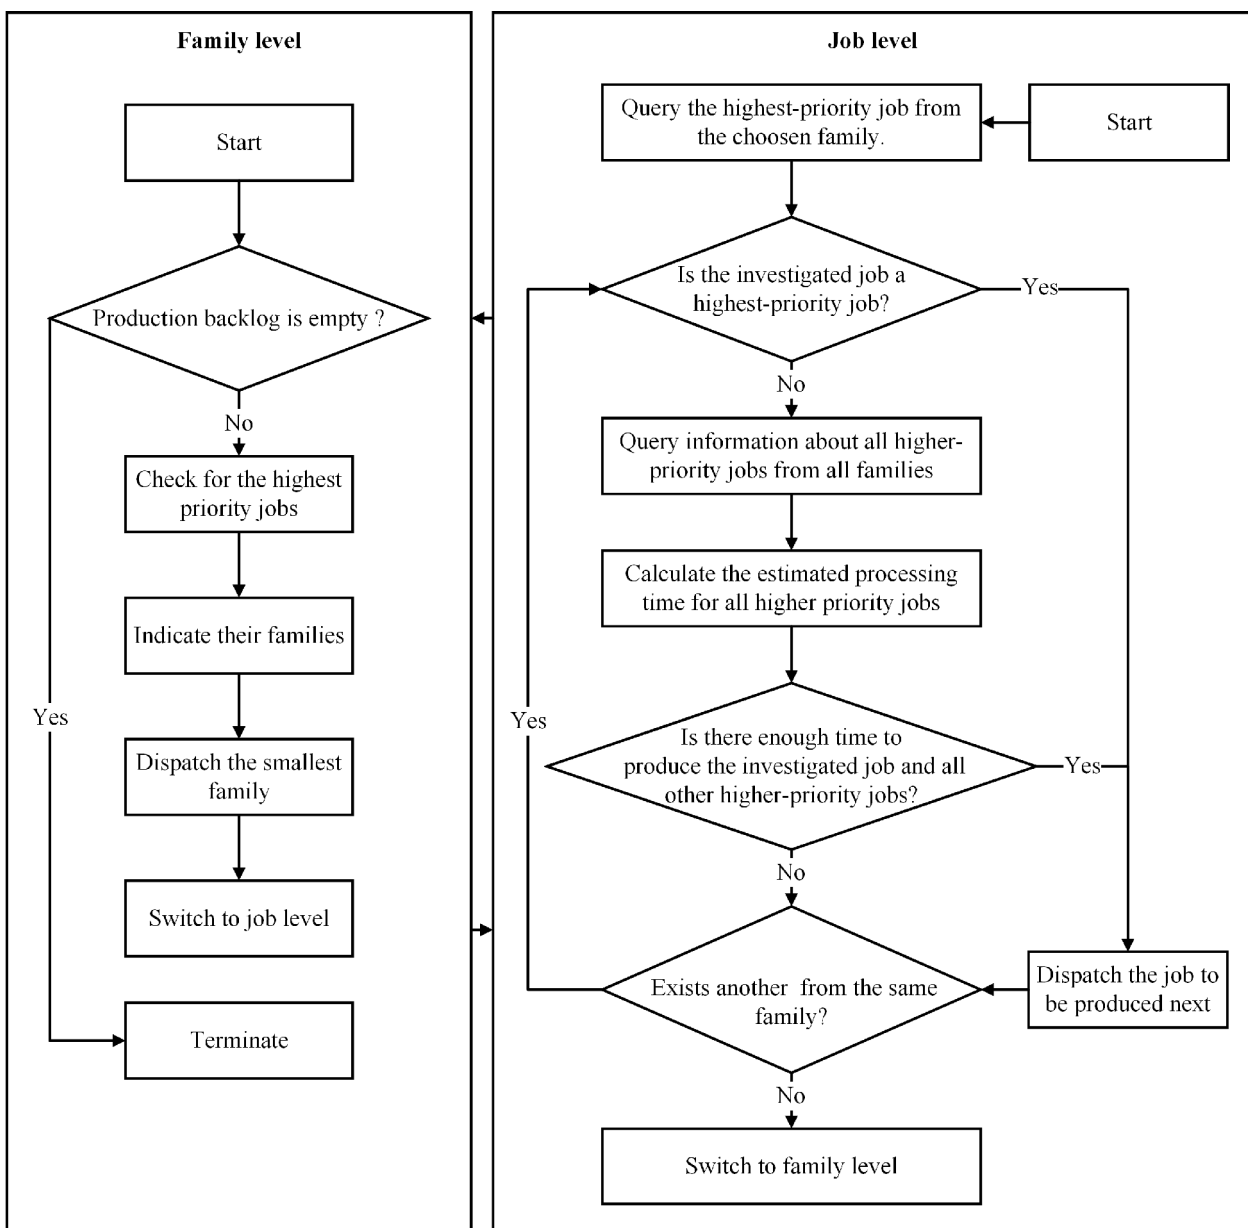 Family level
Start
Production backlog is empty ?
No
Check for the highest
priority jobs
Indicate their families
Dispatch the smallest
family
Yes
Switch to job level
Terminate
Job level
Query the highest-priority job from
the choosen family.
Start
Is the investigated job a
highest-priority job?
Yes
No
Query information about all higher-
priority jobs from all families
Calculate the estimated processing
time for all higher priority jobs
Yes
Is there enough time to
produce the investigated job and all
other higher-priority jobs?
Yes
No
Exists another  from the same
family?
Dispatch the job to
be produced next
No
Switch to family level